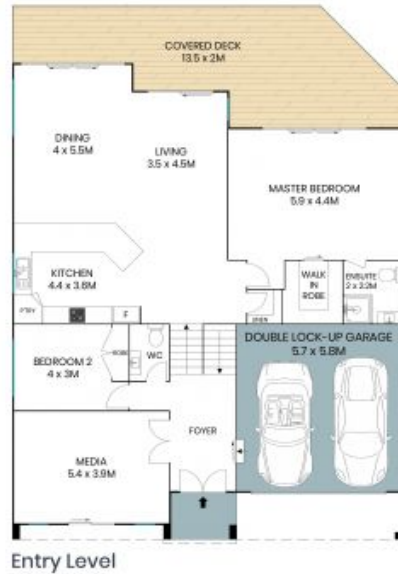 COVERED DECK
13.5 x 2M
DINING
4 x 5.5M
LIVING
3.5 x 4.5M
MASTER BEDROOM
5.9 x 4.4M
KITCHEN
4.4 x 3.8M
WALK
IN
ROBE
ENSUITE
2 x 2.2M
PTRY
F
LINEN
BEDROOM 2
4 x 3M
ROBE
WC
DOUBLE LOCK-UP GARAGE
5.7 x 5.8M
FOYER
MEDIA
5.4 x 3.9M
Entry Level